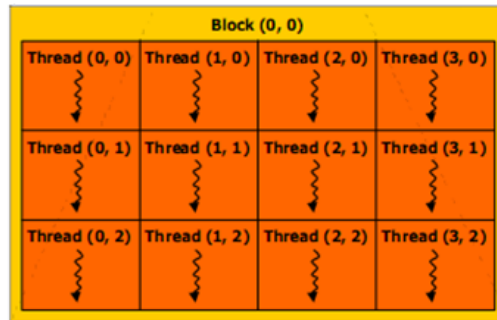 Block (0, 0)
Thread (0, 0) Thread (1, 0) Thread (2, 0) Thread (3, 0)
Thread (0, 1) Thread (1, 1) Thread (2, 1) Thread (3, 1)
Thread (0, 2) Thread (1, 2) Thread (2, 2) Thread (3, 2)